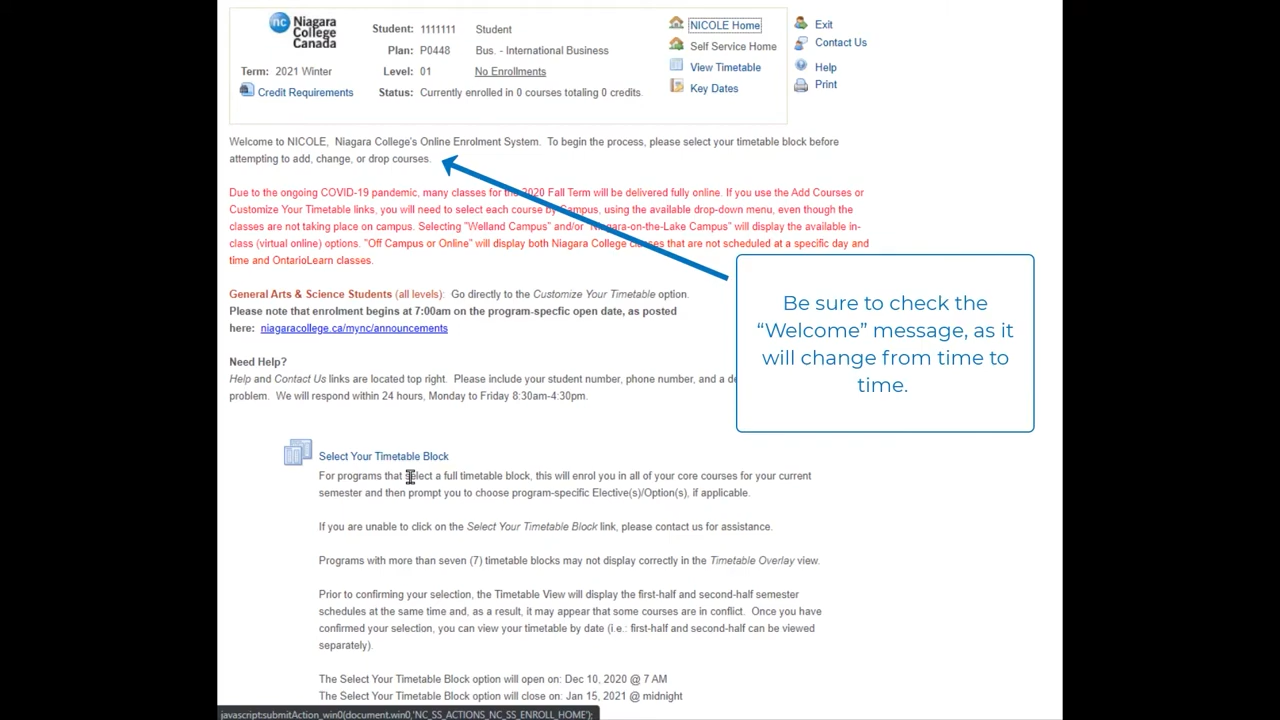 Niagara
College
Canada
Student: 1111111 Student
Plan: P0448 Bus. - International Business
Term: 2021 Winter Level: 01 No Enrollments
Credit Requirements Status: Currently enrolled in 0 courses totaling 0 credits.
NICOLE Home
Self Service Home
View Timetable
Key Dates
Exit
Contact Us
Help
Print
Welcome to NICOLE, Niagara College's Online Enrolment System. To begin the process, please select your timetable block before
attempting to add, change, or drop courses.
Due to the ongoing COVID-19 pandemic, many classes for the 2020 Fall Term will be delivered fully online. If you use the Add Courses or
Customize Your Timetable links, you will need to select each course by Campus, using the available drop-down menu, even though the
classes are not taking place on campus. Selecting "Welland Campus" and/or "Niagara-on-the-Lake Campus" will display the available in-
class (virtual online) options. "Off Campus or Online" will display both Niagara College classes that are not scheduled at a specific day and
time and OntarioLearn classes.
General Arts & Science Students (all levels): Go directly to the Customize Your Timetable option.
Please note that enrolment begins at 7:00am on the program-specfic open date, as posted
here: niagaracollege.ca/mync/announcements
Need Help?
Help and Contact Us links are located top right. Please include your student number, phone number, and a
problem. We will respond within 24 hours, Monday to Friday 8:30am-4:30pm.
Be sure to check the
“Welcome” message, as it
will change from time to
time.
Select Your Timetable Block
For programs that select a full timetable block, this will enrol you in all of your core courses for your current
semester and then prompt you to choose program-specific Elective(s)/Option(s), if applicable.
If you are unable to click on the Select Your Timetable Block link, please contact us for assistance.
Programs with more than seven (7) timetable blocks may not display correctly in the Timetable Overlay view.
Prior to confirming your selection, the Timetable View will display the first-half and second-half semester
schedules at the same time and, as a result, it may appear that some courses are in conflict. Once you have
confirmed your selection, you can view your timetable by date (i.e.: first-half and second-half can be viewed
separately).
The Select Your Timetable Block option will open on: Dec 10, 2020 @ 7 AM
The Select Your Timetable Block option will close on: Jan 15, 2021 @ midnight
javascript:submitAction_win0(document.win0,'NC_SS_ACTIONS_NC_SS_ENROLL_HOME');